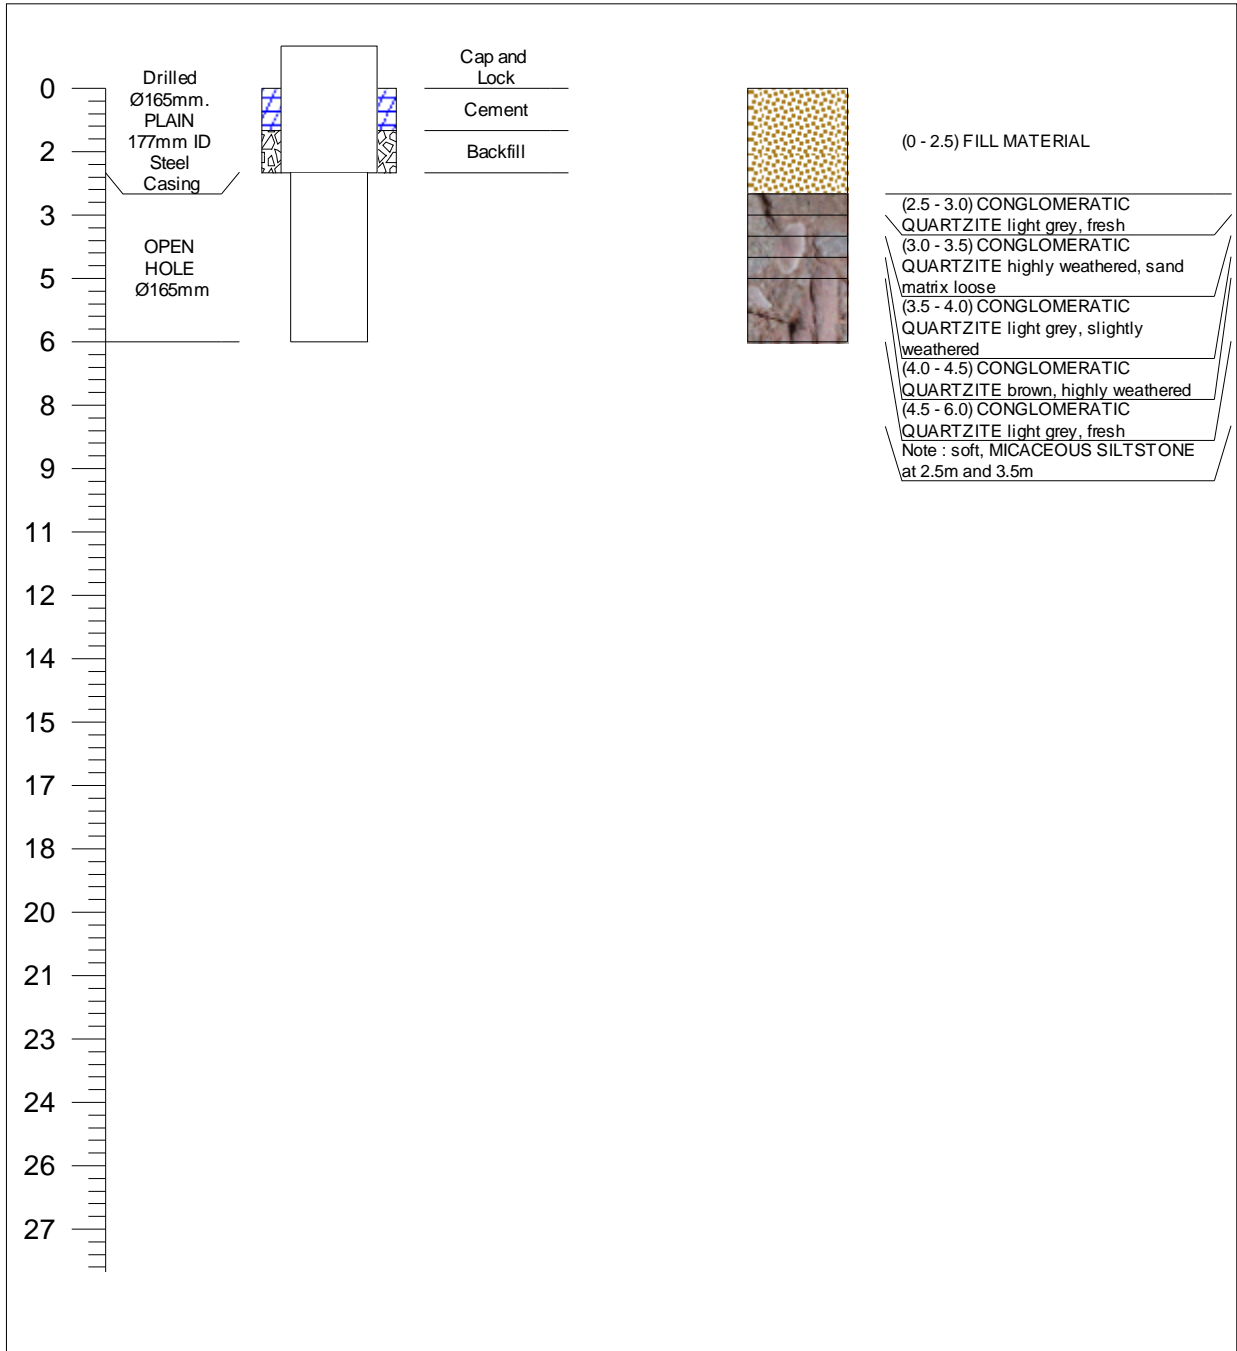 0
2
3
5
6
8
9
11
12
14
15
17
18
20
21
23
24
26
27
Drilled
Ø165mm.
PLAIN
177mm ID
Steel
Casing
OPEN
HOLE
Ø165mm
Cap and
Lock
Cement
Backfill
(0 - 2.5) FILL MATERIAL
(2.5 - 3.0) CONGLOMERATIC
QUARTZITE light grey, fresh
(3.0 - 3.5) CONGLOMERATIC
QUARTZITE highly weathered, sand
matrix loose
(3.5 - 4.0) CONGLOMERATIC
QUARTZITE light grey, slightly
weathered
(4.0 - 4.5) CONGLOMERATIC
QUARTZITE brown, highly weathered
(4.5 - 6.0) CONGLOMERATIC
QUARTZITE light grey, fresh
Note : soft, MICACEOUS SILTSTONE
at 2.5m and 3.5m